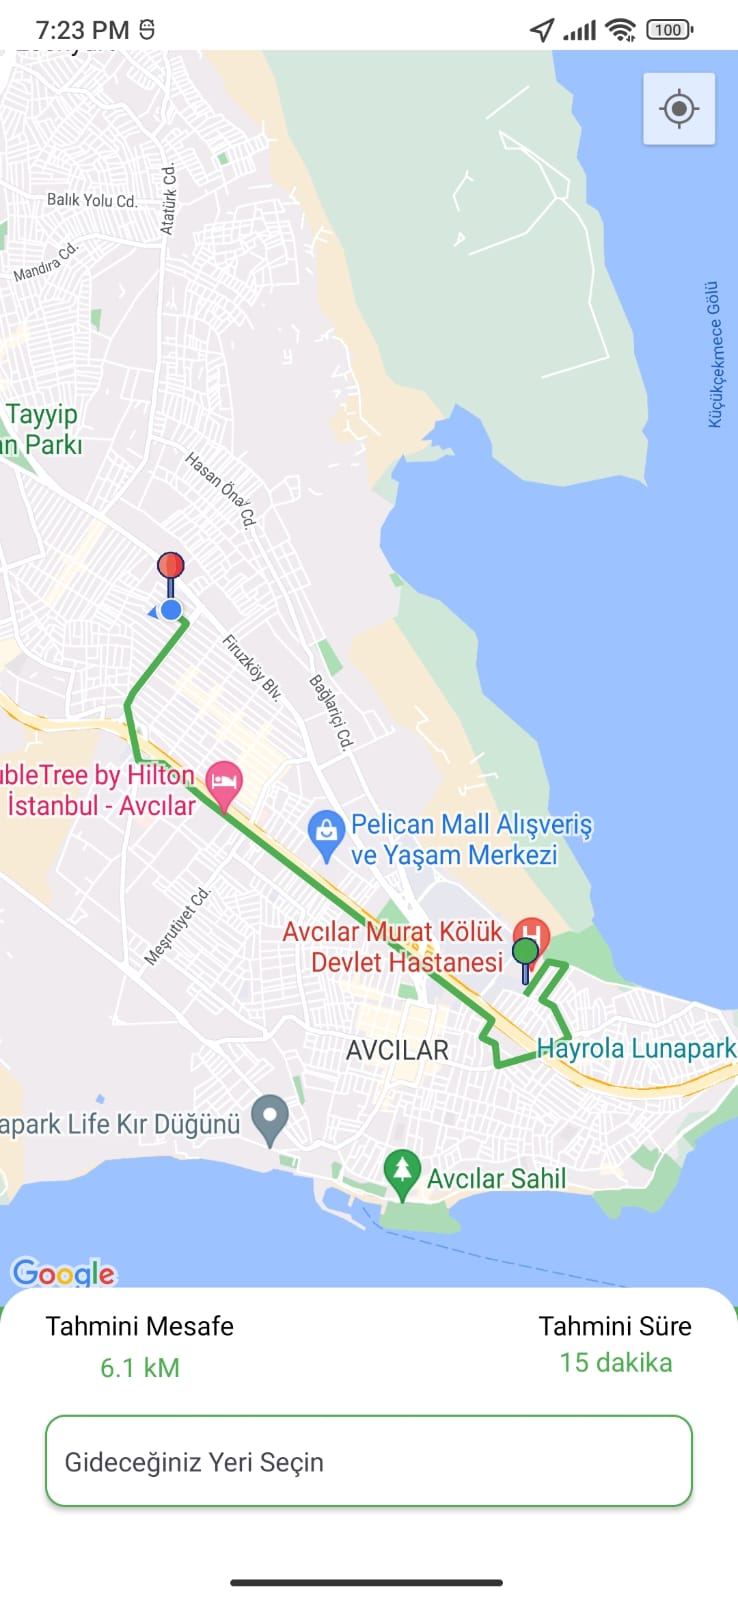 7:23 PM
100
Balık Yolu Cd.
Atatürk Cd.
Mandıra Cd.
Küçükçekmece Gölü
Tayyip
n Parkı
Hasan Önal Cd.
Firuzköy Blv.
Bağlariçi Cd.
bleTree by Hilton
İstanbul - Avcılar
Pelican Mall Alışveriş
ve Yaşam Merkezi
Meşrutiyet Cd.
Avcılar Murat Kölük
Devlet Hastanesi
H
AVCILAR
Hayrola Lunapark
apark Life Kır Düğünü
Avcılar Sahil
Google
Tahmini Mesafe
6.1 kM
Tahmini Süre
15 dakika
Gideceğiniz Yeri Seçin